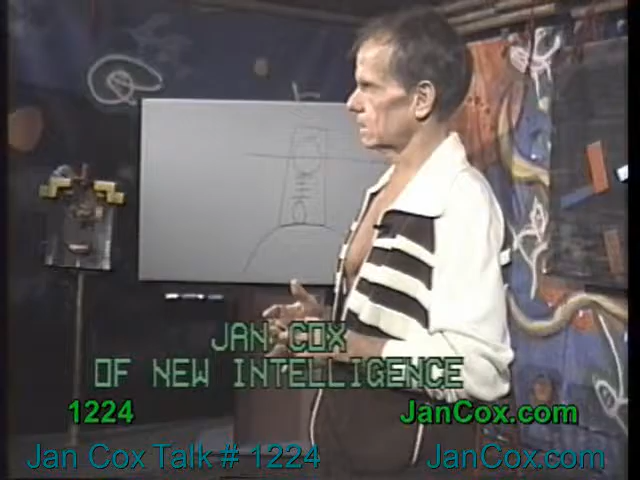 JAN COX
OF NEW INTELLIGENCE
1224
JanCox.com
Jan Cox Talk # 1224
JanCox.com